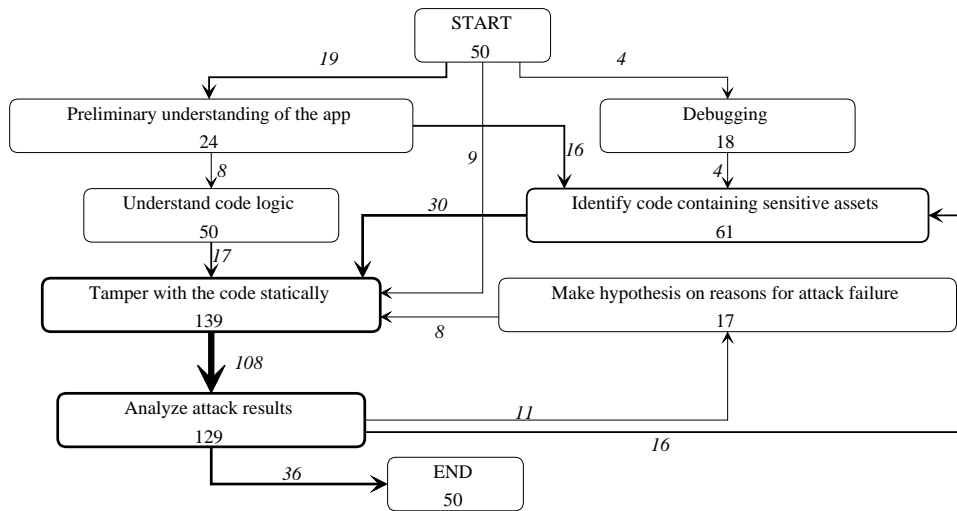 START
50
19
4
Preliminary understanding of the app
24
Debugging
18
8
9
16
4
Understand code logic
50
30
Identify code containing sensitive assets
61
17
Tamper with the code statically
139
Make hypothesis on reasons for attack failure
17
8
108
Analyze attack results
129
11
16
36
END
50